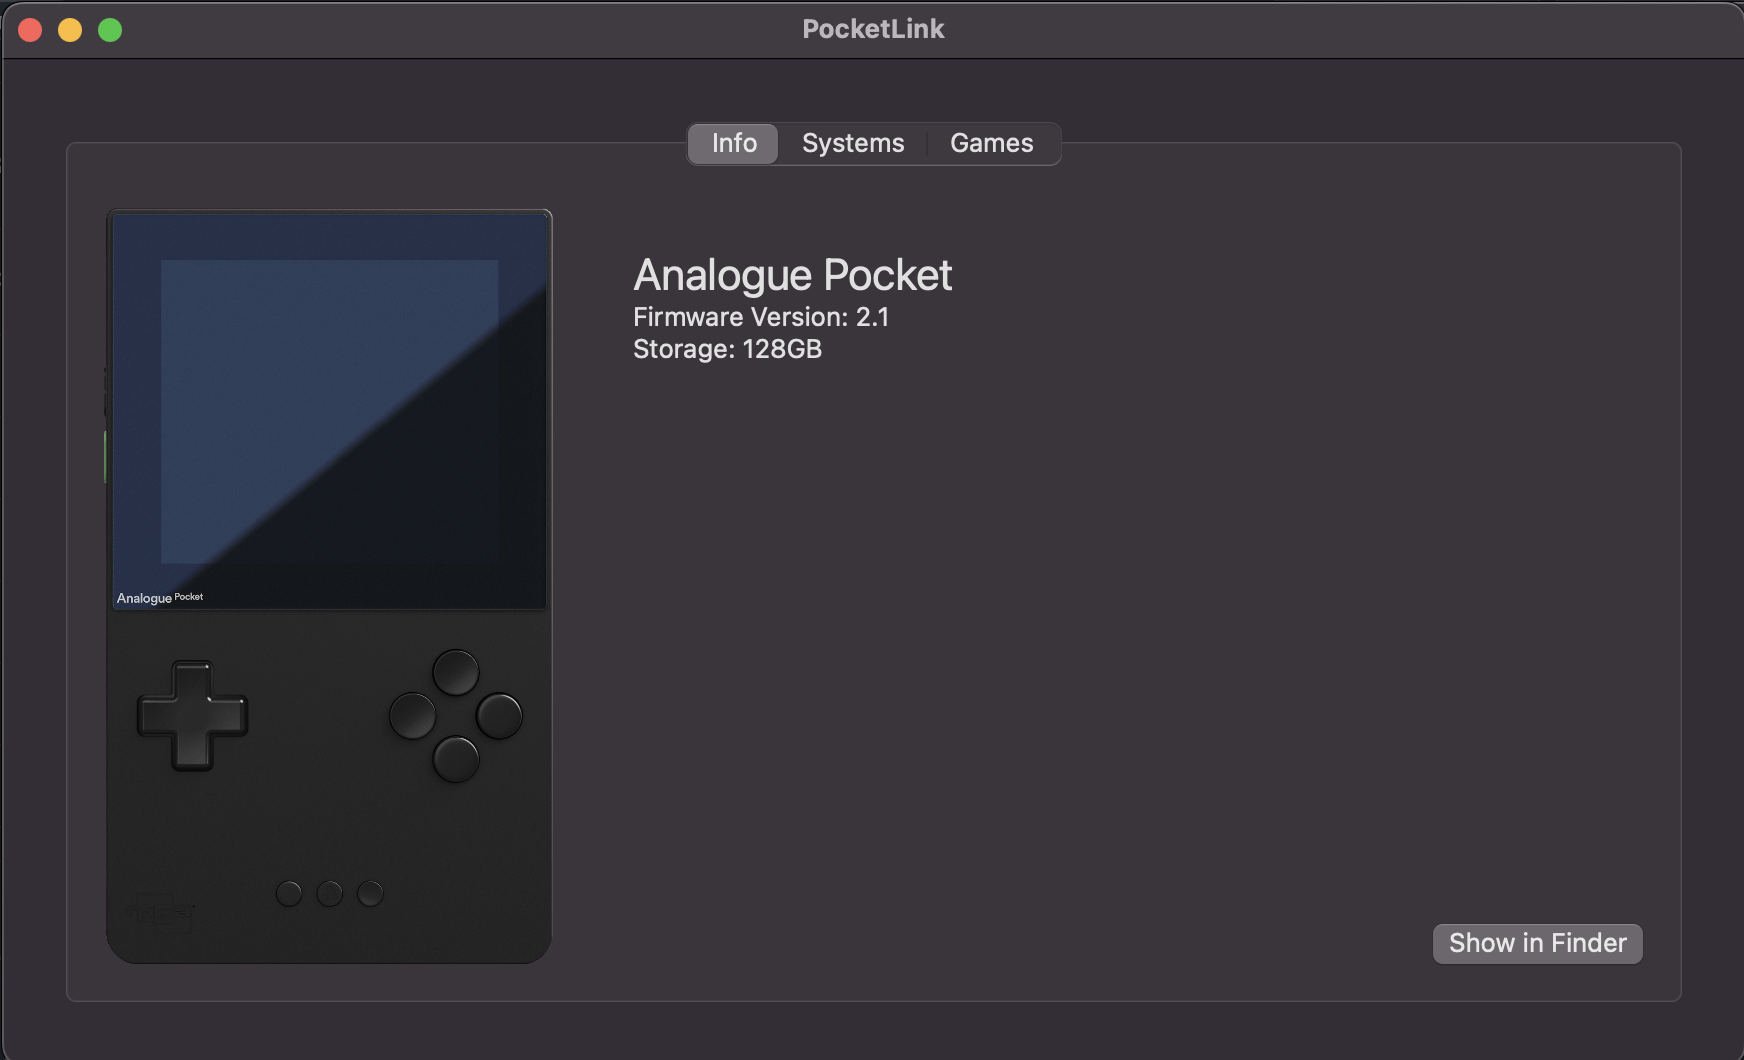 PocketLink
Info Systems Games
Analogue Pocket
Firmware Version: 2.1
Storage: 128GB
Analogue Pocket
Show in Finder